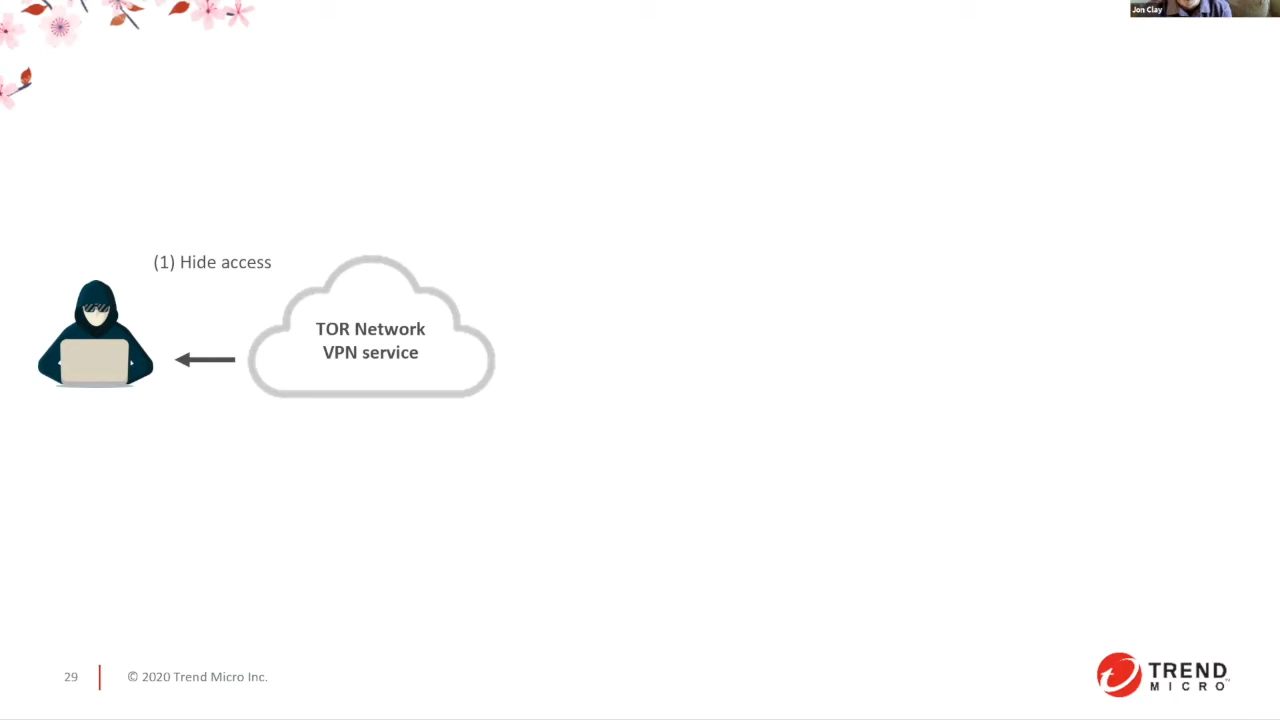 Jon Clay
(1) Hide access
TOR Network
VPN service
29
© 2020 Trend Micro Inc.
TREND
MICRO